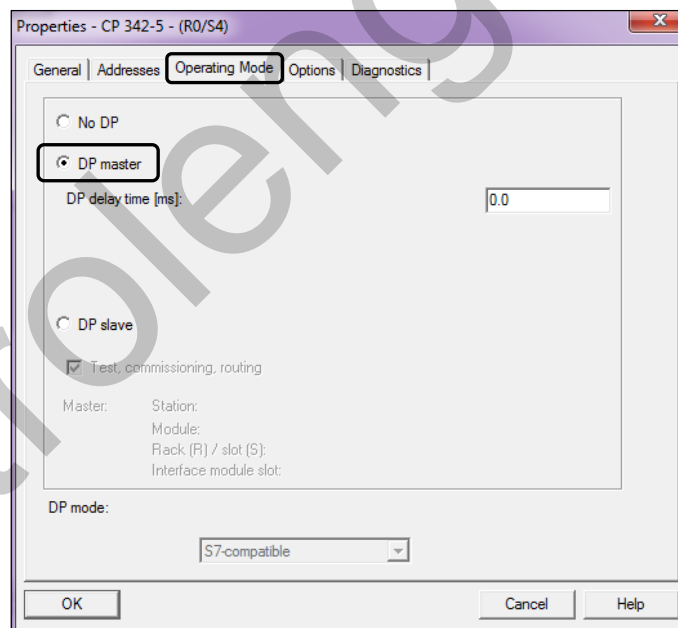 Properties - CP 342-5 - (R0/S4)
General Addresses Operating Mode Options Diagnostics
No DP
DP master
DP delay time [ms]: 0.0
DP slave
Test, commissioning, routing
Master: Station:
Module:
Rack (R) / slot (S):
Interface module slot:
DP mode:
S7-compatible
OK Cancel Help